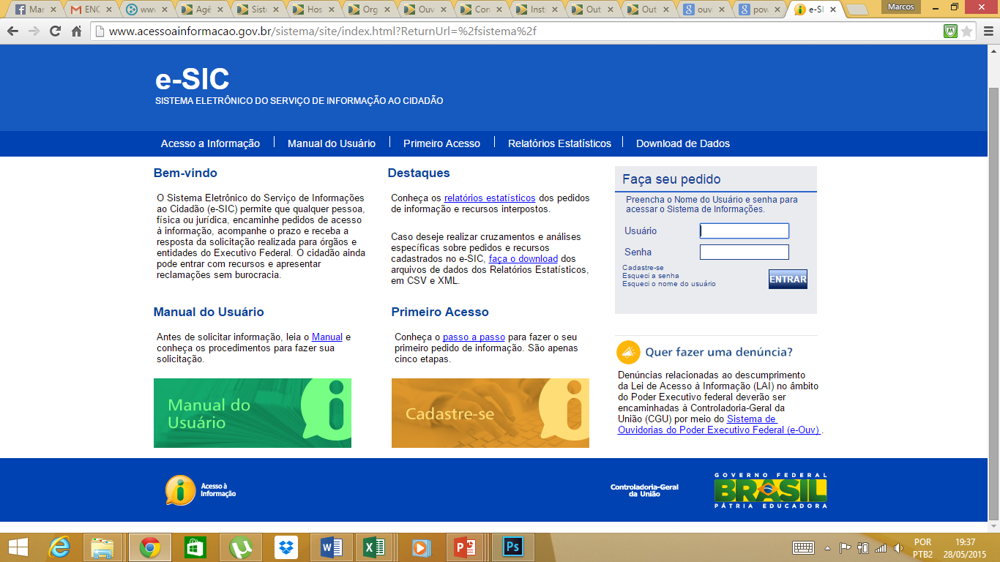 Mar
ENC
www
Agê
Siste
Hos
Org
Ouv
Con
Insti
Out
Out
ouv
pow
e-SI
Marcos
www.acessoainformacao.gov.br/sistema/site/index.html?ReturnUrl=%2fsistema%2f
e-SIC
SISTEMA ELETRÔNICO DO SERVIÇO DE INFORMAÇÃO AO CIDADÃO
Acesso a Informação
Manual do Usuário
Primeiro Acesso
Relatórios Estatísticos
Download de Dados
Bem-vindo
O Sistema Eletrônico do Serviço de Informações
ao Cidadão (e-SIC) permite que qualquer pessoa,
física ou jurídica, encaminhe pedidos de acesso
à informação, acompanhe o prazo e receba a
resposta da solicitação realizada para órgãos e
entidades do Executivo Federal. O cidadão ainda
pode entrar com recursos e apresentar
reclamações sem burocracia.
Destaques
Conheça os relatórios estatísticos dos pedidos
de informação e recursos interpostos.
Caso deseje realizar cruzamentos e análises
específicas sobre pedidos e recursos
cadastrados no e-SIC, faça o download dos
arquivos de dados dos Relatórios Estatísticos,
em CSV e XML.
Faça seu pedido
Preencha o Nome do Usuário e senha para
acessar o Sistema de Informações.
Usuário
Senha
Cadastre-se
Esqueci a senha
Esqueci o nome do usuário
ENTRAR
Manual do Usuário
Antes de solicitar informação, leia o Manual e
conheça os procedimentos para fazer sua
solicitação.
Manual do
Usuário
Primeiro Acesso
Conheça o passo a passo para fazer o seu
primeiro pedido de informação. São apenas
cinco etapas.
Cadastre-se
Quer fazer uma denúncia?
Denúncias relacionadas ao descumprimento
da Lei de Acesso à Informação (LAI) no âmbito
do Poder Executivo federal deverão ser
encaminhadas à Controladoria-Geral da
União (CGU) por meio do Sistema de
Ouvidorias do Poder Executivo Federal (e-Ouv) .
Acesso à
Informação
Controladoria-Geral
da União
GOVERNO FEDERAL
BRASIL
PÁTRIA EDUCADORA
POR
PTB2
19:37
28/05/2015